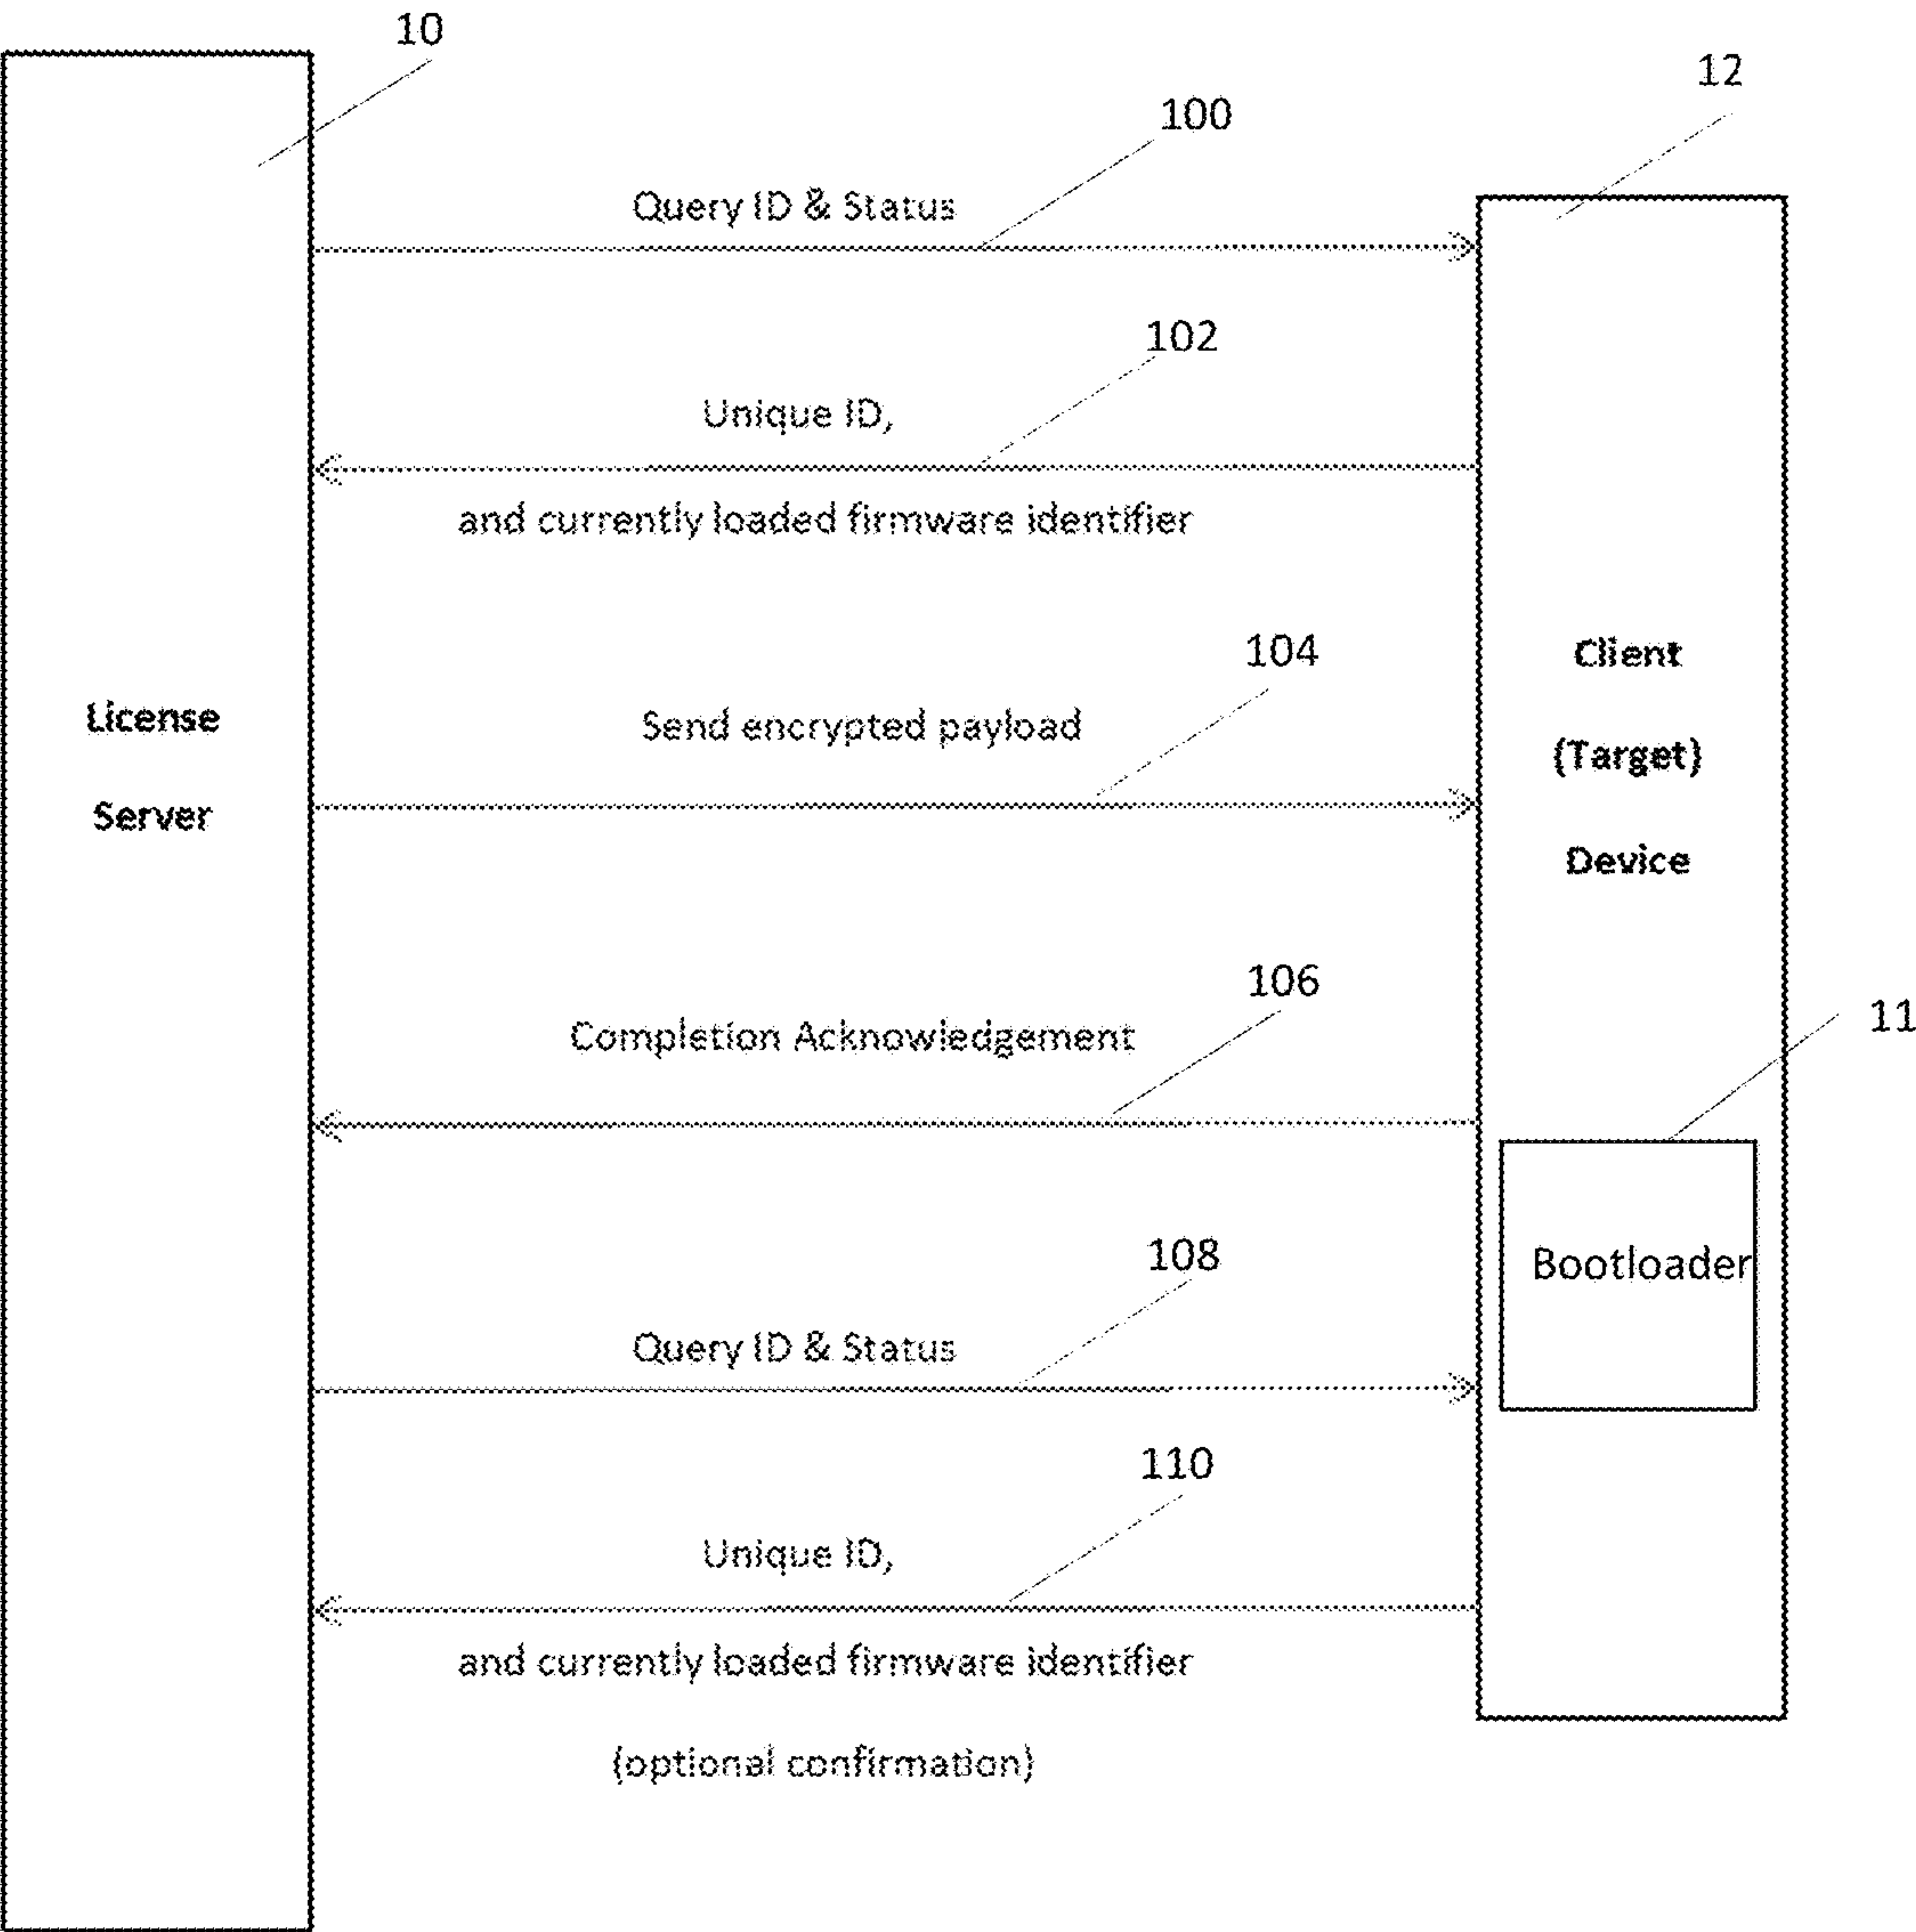 10
12
100
Query ID & Status
102
Unique ID,
and currently loaded firmware identifier
104
Send encrypted payload
License
Server
Client
(Target)
Device
106
Completion Acknowledgement
11
Bootloader
108
Query ID & Status
110
Unique ID,
and currently loaded firmware identifier
(optional confirmation)